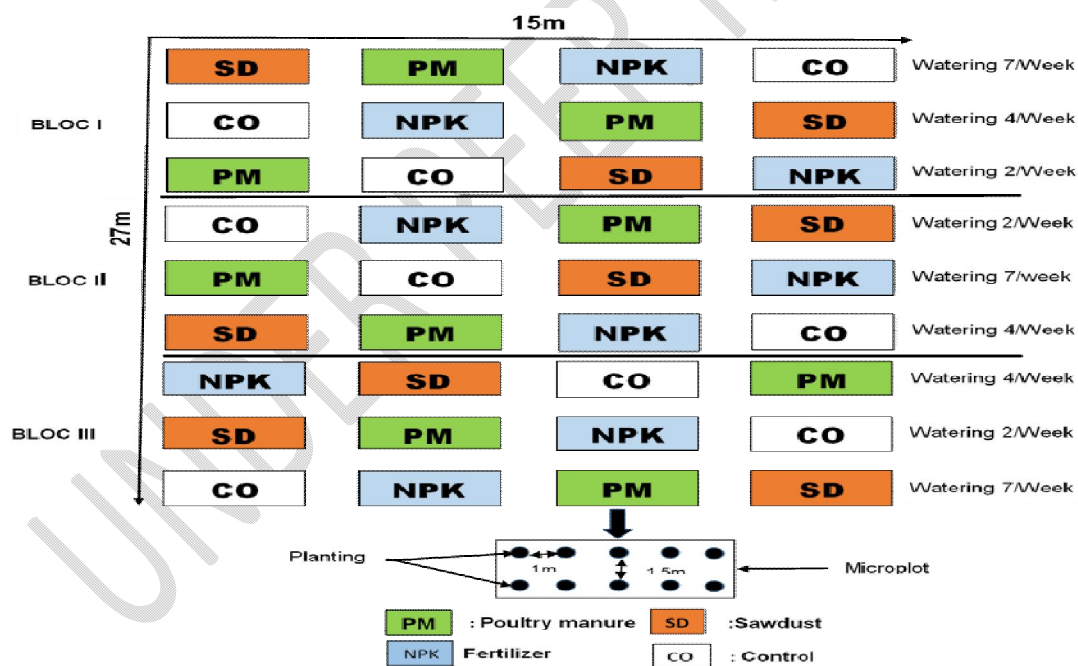 15m
SD PM NPK CO Watering 7/Week
BLOC I CO NPK PM SD Watering 4/Week
PM CO SD NPK Watering 2/Week
27m
CO NPK PM SD Watering 2/Week
BLOC II PM CO SD NPK Watering 7/week
SD PM NPK CO Watering 4/Week
NPK SD CO PM Watering 4/Week
BLOC III SD PM NPK CO Watering 2/Week
CO NPK PM SD Watering 7/Week
Planting 1m 1.5m Microplot
PM : Poultry manure SD :Sawdust
NPK Fertilizer CO : Control
UNDER PEER